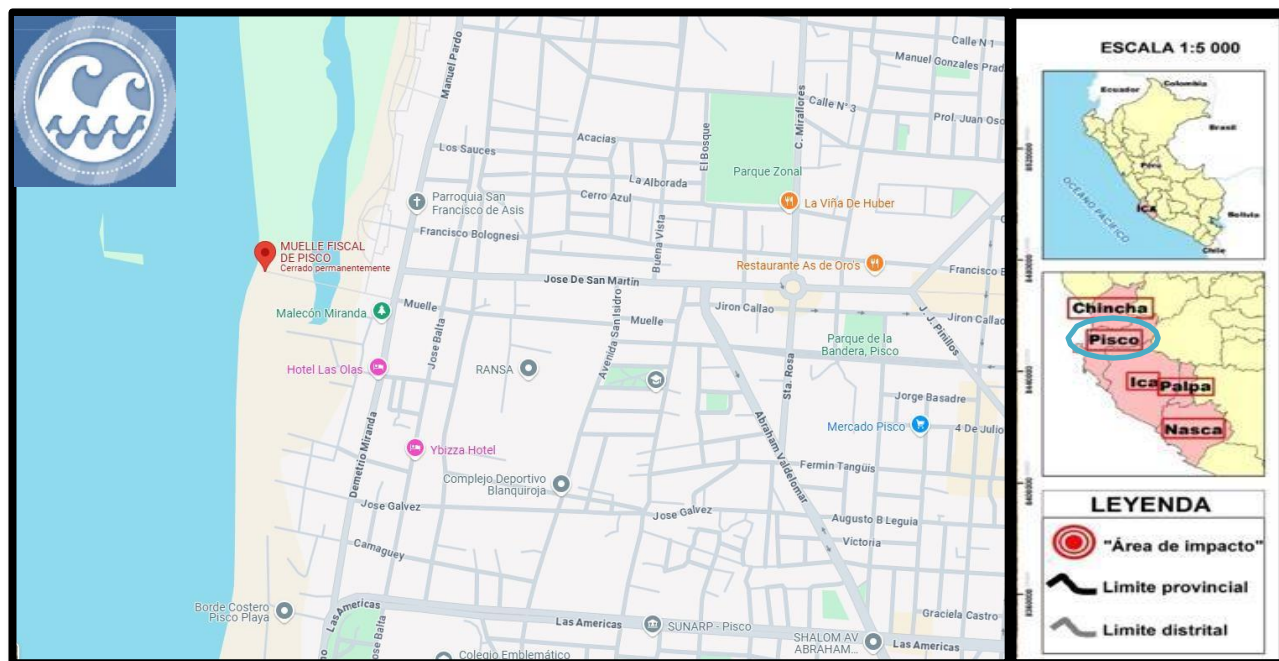 Calle N 1
Manuel Gonzales Prad
Manuel Pardo
Calle N° 3
C. Miraflores
Prol. Juan Oso
El Bosque
Acacias
Los Sauces
Parque Zonal
La Alborada
Cerro Azul
Parroquia San
Francisco de Asis
La Viña De Huber
Buena Vista
Francisco Bolognesi
MUELLE FISCAL
DE PISCO
Cerrado permanentemente
Restaurante As de Oro's
Francisco B
Jose De San Martin
Muelle
Malecón Miranda
Jiron Callao
Muelle
Jiron Callao
J. J. Pinillos
Avenida San Isidro
Jose Balta
Parque de la
Bandera, Pisco
Hotel Las Olas
RANSA
Sta. Rosa
Jorge Basadre
Mercado Pisco
4 De Julio
Abraham Valdelomar
Demetrio Miranda
Ybizza Hotel
Fermin Tangüis
Complejo Deportivo
Blanquiroja
Jose Galvez
Jose Galvez
Augusto B Leguia
Victoria
Camaguey
Borde Costero
Pisco Playa
Las Americas
Jose Balta
Las Americas
SUNARP - Pisco
Graciela Castro
SHALOM AV
ABRAHAM...
Las Americas
Colegio Emblemático
ESCALA 1:5 000
Ecuador
Colombia
Brasil
Perú
OCEANO PACIFICO
ICA
Bolivia
Chile
Chincha
Pisco
Ica
Palpa
Nasca
LEYENDA
"Área de impacto"
Limite provincial
Limite distrital